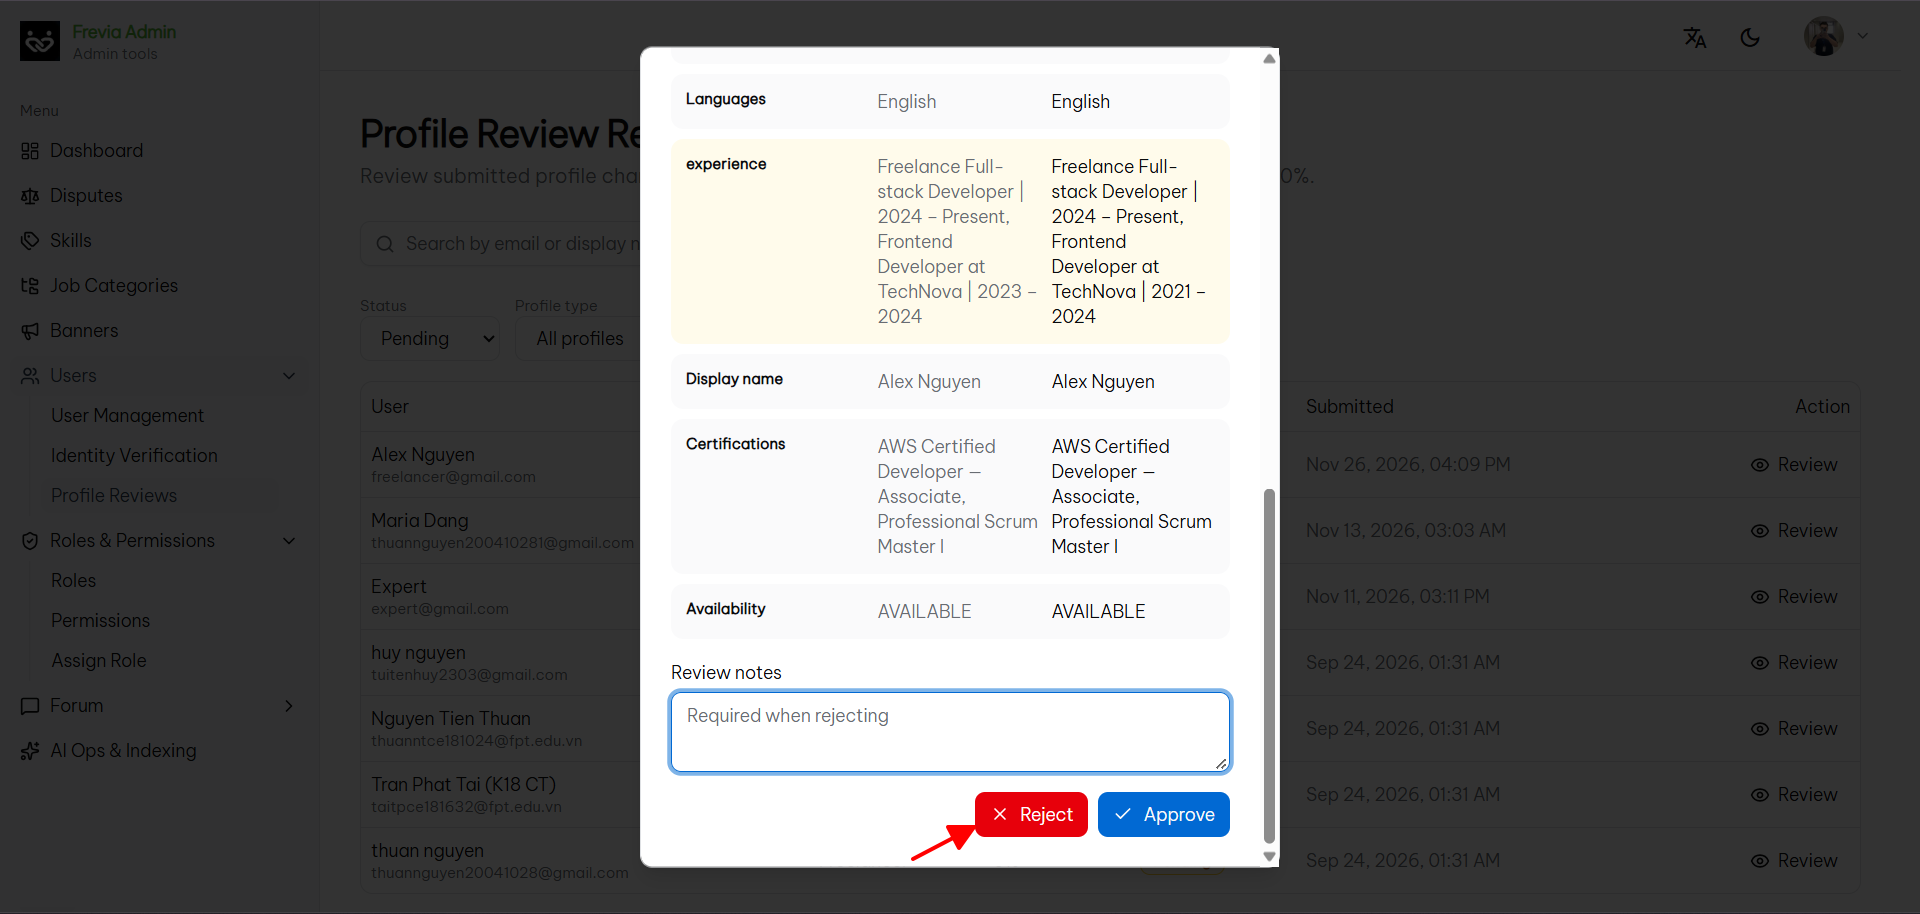 Frevia Admin
Admin tools
Menu
Dashboard
Disputes
Skills
Job Categories
Banners
Users
User Management
Identity Verification
Profile Reviews
Roles & Permissions
Roles
Permissions
Assign Role
Forum
AI Ops & Indexing
Profile Review Re
Review submitted profile cha
0%.
Search by email or display n
Status
Profile type
Pending
All profiles
User
Submitted
Action
Alex Nguyen
freelancer@gmail.com
Nov 26, 2026, 04:09 PM
Review
Maria Dang
thuannguyen200410281@gmail.com
Nov 13, 2026, 03:03 AM
Review
Expert
expert@gmail.com
Nov 11, 2026, 03:11 PM
Review
huy nguyen
tuitenhuy2303@gmail.com
Sep 24, 2026, 01:31 AM
Review
Nguyen Tien Thuan
thuanntce181024@fpt.edu.vn
Sep 24, 2026, 01:31 AM
Review
Tran Phat Tai (K18 CT)
taitpce181632@fpt.edu.vn
Sep 24, 2026, 01:31 AM
Review
thuan nguyen
thuannguyen20041028@gmail.com
Sep 24, 2026, 01:31 AM
Review
Languages
English
English
experience
Freelance Full-
stack Developer |
2024 – Present,
Frontend
Developer at
TechNova | 2023 –
2024
Freelance Full-
stack Developer |
2024 – Present,
Frontend
Developer at
TechNova | 2021 –
2024
Display name
Alex Nguyen
Alex Nguyen
Certifications
AWS Certified
Developer –
Associate,
Professional Scrum
Master I
AWS Certified
Developer –
Associate,
Professional Scrum
Master I
Availability
AVAILABLE
AVAILABLE
Review notes
Required when rejecting
Reject
Approve